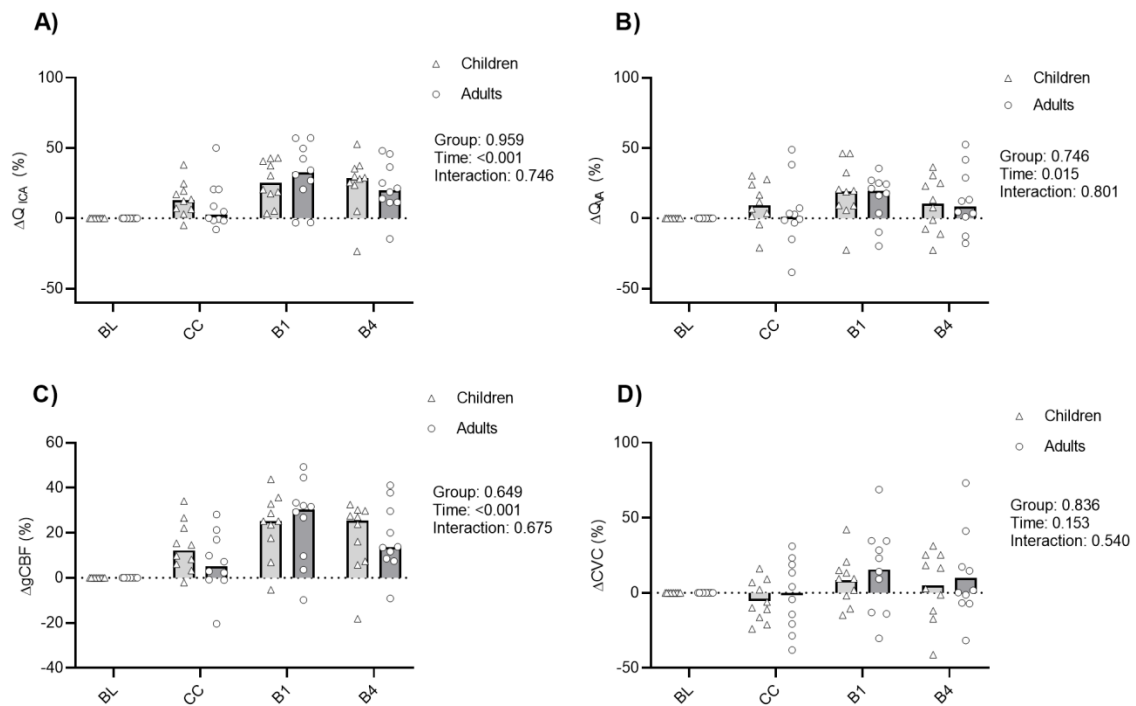 A)
Children
Adults
Group: 0.959
Time: <0.001
Interaction: 0.746
ΔQ ICA (%)
100
50
0
-50
BL
CC
B1
B4
B)
Children
Adults
Group: 0.746
Time: 0.015
Interaction: 0.801
ΔQVA (%)
100
50
0
-50
BL
CC
B1
B4
C)
Children
Adults
Group: 0.649
Time: <0.001
Interaction: 0.675
ΔgCBF (%)
60
40
20
0
-20
-40
BL
CC
B1
B4
D)
Children
Adults
Group: 0.836
Time: 0.153
Interaction: 0.540
ΔCVC (%)
100
50
0
-50
BL
CC
B1
B4